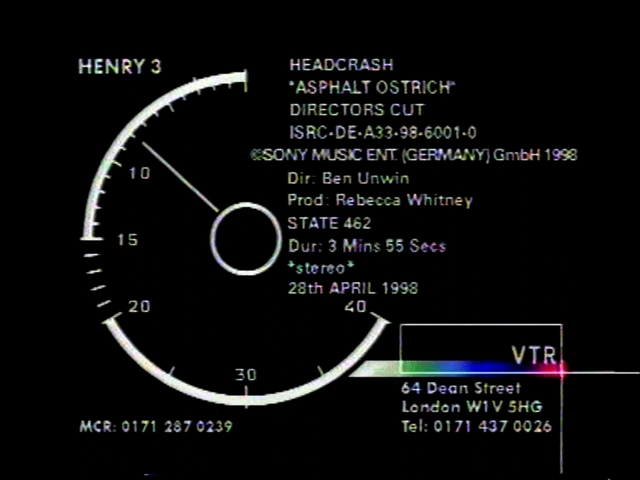 HENRY 3
HEADCRASH
"ASPHALT OSTRICH"
DIRECTORS CUT
ISRC-DE-A33-98-6001-0
©SONY MUSIC ENT. (GERMANY) GmbH 1998
Dir: Ben Unwin
Prod: Rebecca Whitney
STATE 462
Dur: 3 Mins 55 Secs
*stereo*
28th APRIL 1998
10
15
20
30
40
VTR
64 Dean Street
London W1V 5HG
Tel: 0171 437 0026
MCR: 0171 287 0239